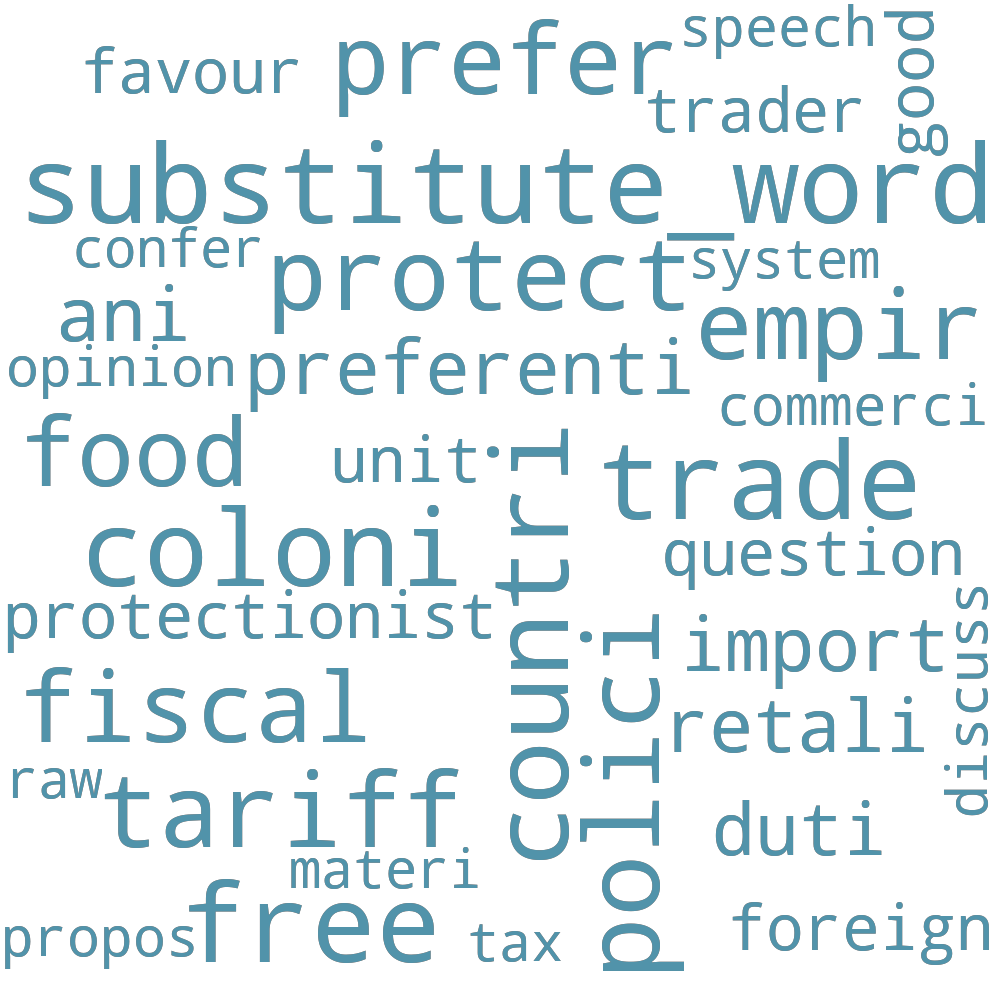 speech
good
favour
prefer
trader
substitute_word
confer
protect
system
ani
empir
opinion
preferenti
commerci
food
unit
countri
trade
coloni
question
protectionist
discuss
import
polici
fiscal
retali
raw
tariff
duti
materi
free
propos
tax
foreign